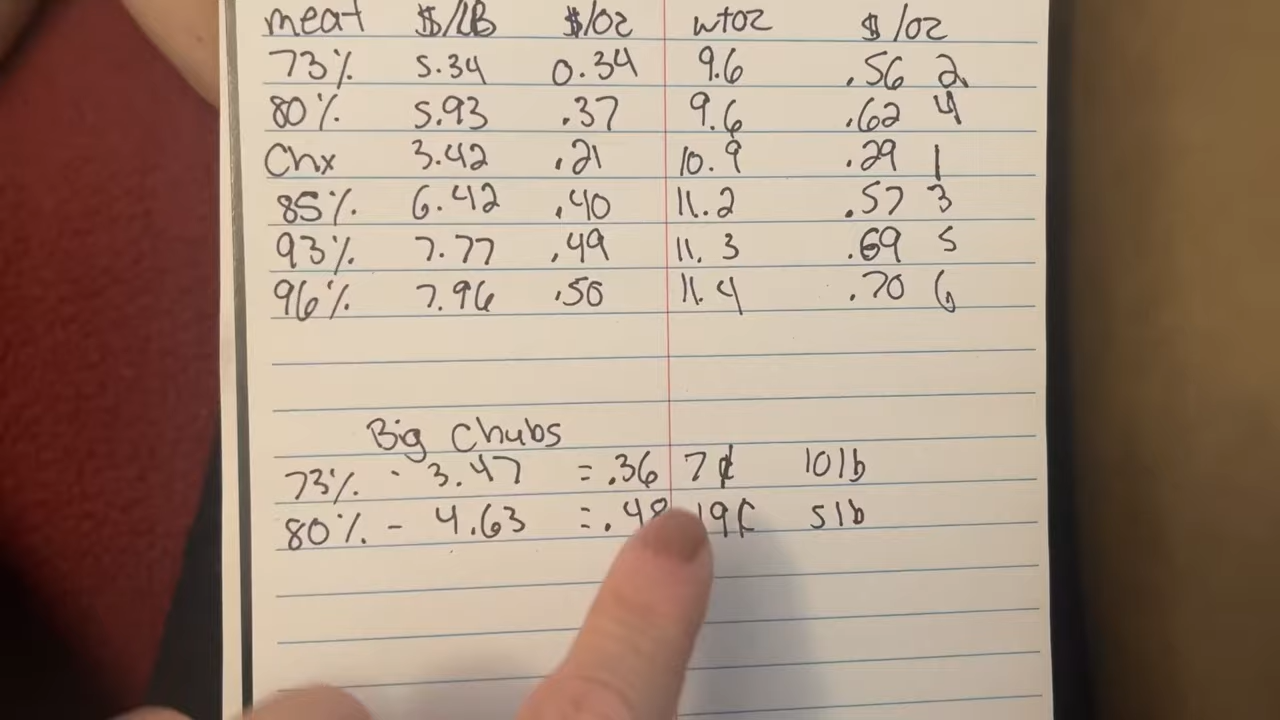 meat $/LB $/oz wtoz $/oz
73% 5.34 0.34 9.6 .56 2
80% 5.93 .37 9.6 .62 4
Chx 3.42 .21 10.9 .29 1
85% 6.42 .40 11.2 .57 3
93% 7.77 .49 11.3 .69 5
96% 7.96 .50 11.4 .70 6
Big Chubs
73% - 3.47 = .36 7¢ 10lb
80% - 4.63 = .48 19¢ 5lb